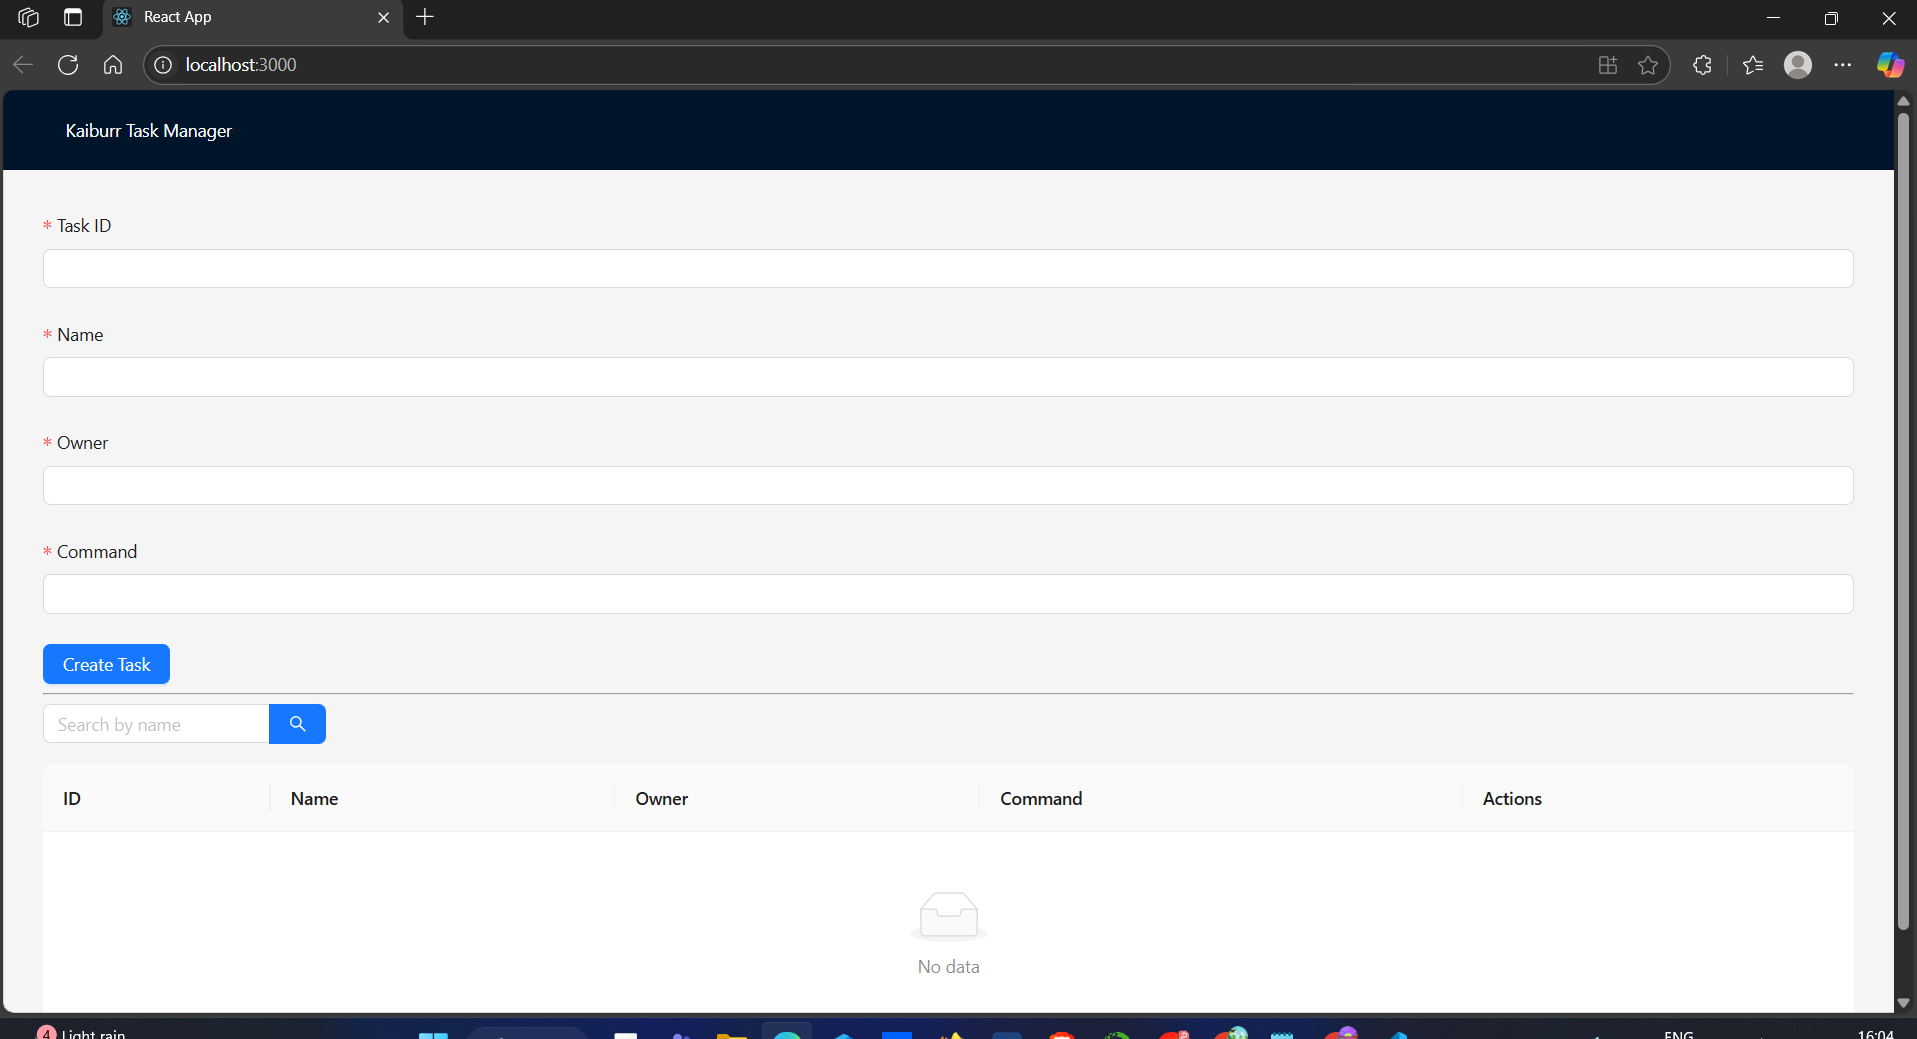 React App
localhost:3000
Kaiburr Task Manager
* Task ID
* Name
* Owner
* Command
Create Task
Search by name
ID Name Owner Command Actions
No data
4 Light rain
ENG
16:04